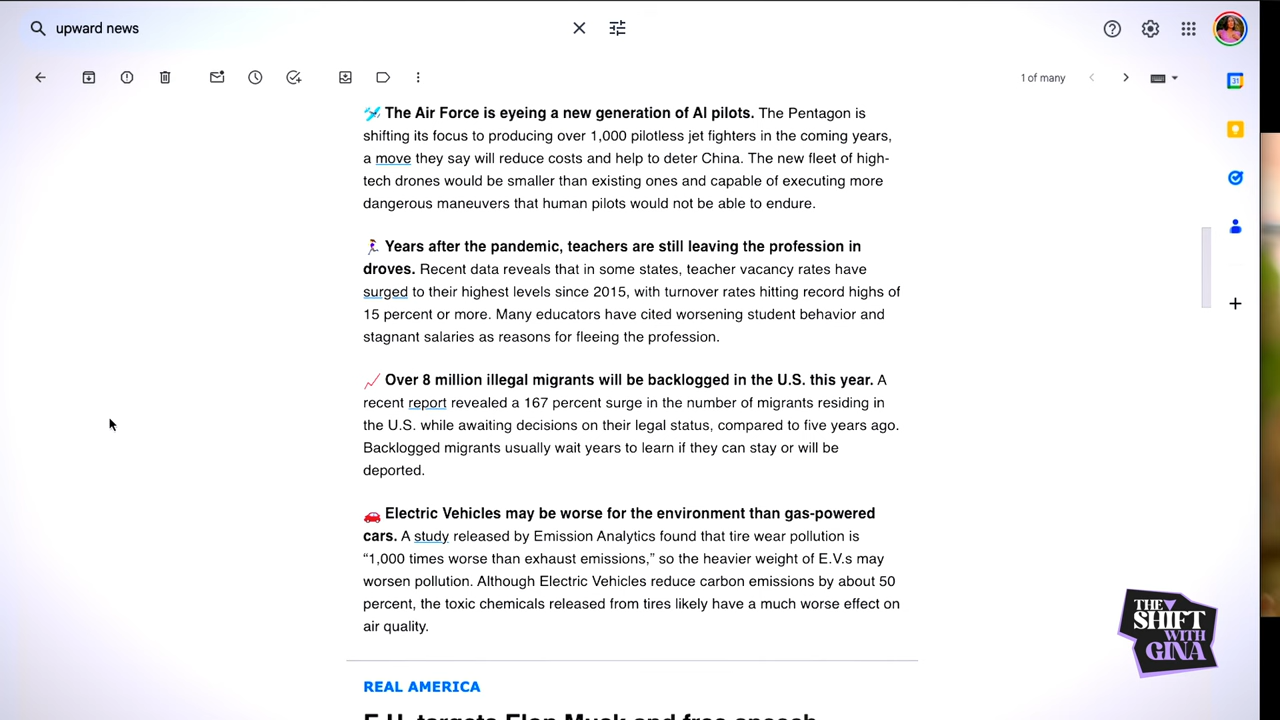 upward news
1 of many
31
The Air Force is eyeing a new generation of AI pilots. The Pentagon is
shifting its focus to producing over 1,000 pilotless jet fighters in the coming years,
a move they say will reduce costs and help to deter China. The new fleet of high-
tech drones would be smaller than existing ones and capable of executing more
dangerous maneuvers that human pilots would not be able to endure.
Years after the pandemic, teachers are still leaving the profession in
droves. Recent data reveals that in some states, teacher vacancy rates have
surged to their highest levels since 2015, with turnover rates hitting record highs of
15 percent or more. Many educators have cited worsening student behavior and
stagnant salaries as reasons for fleeing the profession.
Over 8 million illegal migrants will be backlogged in the U.S. this year. A
recent report revealed a 167 percent surge in the number of migrants residing in
the U.S. while awaiting decisions on their legal status, compared to five years ago.
Backlogged migrants usually wait years to learn if they can stay or will be
deported.
Electric Vehicles may be worse for the environment than gas-powered
cars. A study released by Emission Analytics found that tire wear pollution is
“1,000 times worse than exhaust emissions,” so the heavier weight of E.V.s may
worsen pollution. Although Electric Vehicles reduce carbon emissions by about 50
percent, the toxic chemicals released from tires likely have a much worse effect on
air quality.
THE
SHIFT
WITH
GINA
REAL AMERICA
E.U. targets Elon Musk and free speech